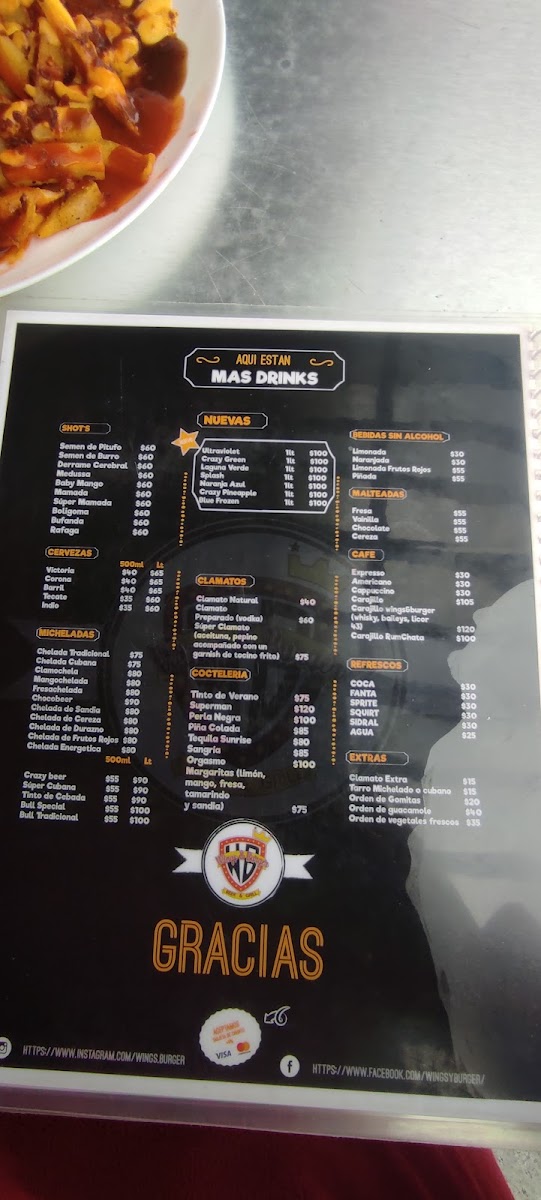 AQUI ESTAN
MAS DRINKS
SHOT'S
Semen de Pitufo $60
Semen de Burro $60
Derrame Cerebral $60
Medussa $60
Baby Mango $60
Mamada $60
Súper Mamada $60
Boligoma $60
Bufanda $60
Rafaga $60
CERVEZAS
500ml Lt
Victoria $40 $65
Corona $40 $65
Barril $40 $65
Tecate $35 $60
Indio $35 $60
MICHELADAS
Chelada Tradicional $75
Chelada Cubana $75
Clamochela $80
Mangochelada $80
Fresachelada $80
Chocobeer $90
Chelada de Sandia $80
Chelada de Cereza $80
Chelada de Durazno $80
Chelada de Frutos Rojos $80
Chelada Energetica $80
500ml Lt
Crazy beer $55 $90
Súper Cubana $55 $90
Tinto de Cebada $55 $90
Bull Special $55 $100
Bull Tradicional $55 $100
NUEVAS
Ultraviolet 1lt $100
Crazy Green 1lt $100
Laguna Verde 1lt $100
Splash 1lt $100
Naranja Azul 1lt $100
Crazy Pineapple 1lt $100
Blue Frozen 1lt $100
CLAMATOS
Clamato Natural $40
Clamato
Preparado (vodka) $60
Súper Clamato
(aceituna, pepino
acompañado con un
garnish de tocino frito) $75
COCTELERIA
Tinto de Verano $75
Superman $120
Perla Negra $100
Piña Colada $85
Tequila Sunrise $80
Sangría $85
Orgasmo $100
Margaritas (limón,
mango, fresa,
tamarindo
y sandia) $75
BEBIDAS SIN ALCOHOL
Limonada $30
Naranjada $30
Limonada Frutos Rojos $55
Piñada $55
MALTEADAS
Fresa $55
Vainilla $55
Chocolate $55
Cereza $55
CAFE
Espresso $30
Americano $30
Cappuccino $30
Carajillo $105
Carajillo wings&burger
(whisky, baileys, licor
43) $120
Carajillo RumChata $100
REFRESCOS
COCA $30
FANTA $30
SPRITE $30
SQUIRT $30
SIDRAL $30
AGUA $25
EXTRAS
Clamato Extra $15
Tarro Michelado o cubano $15
Orden de Gomitas $20
Orden de guacamole $40
Orden de vegetales frescos $35
GRACIAS
VISA
HTTPS://WWW.INSTAGRAM.COM/WINGS.BURGER
HTTPS://WWW.FACEBOOK.COM/WINGSYBURGER/